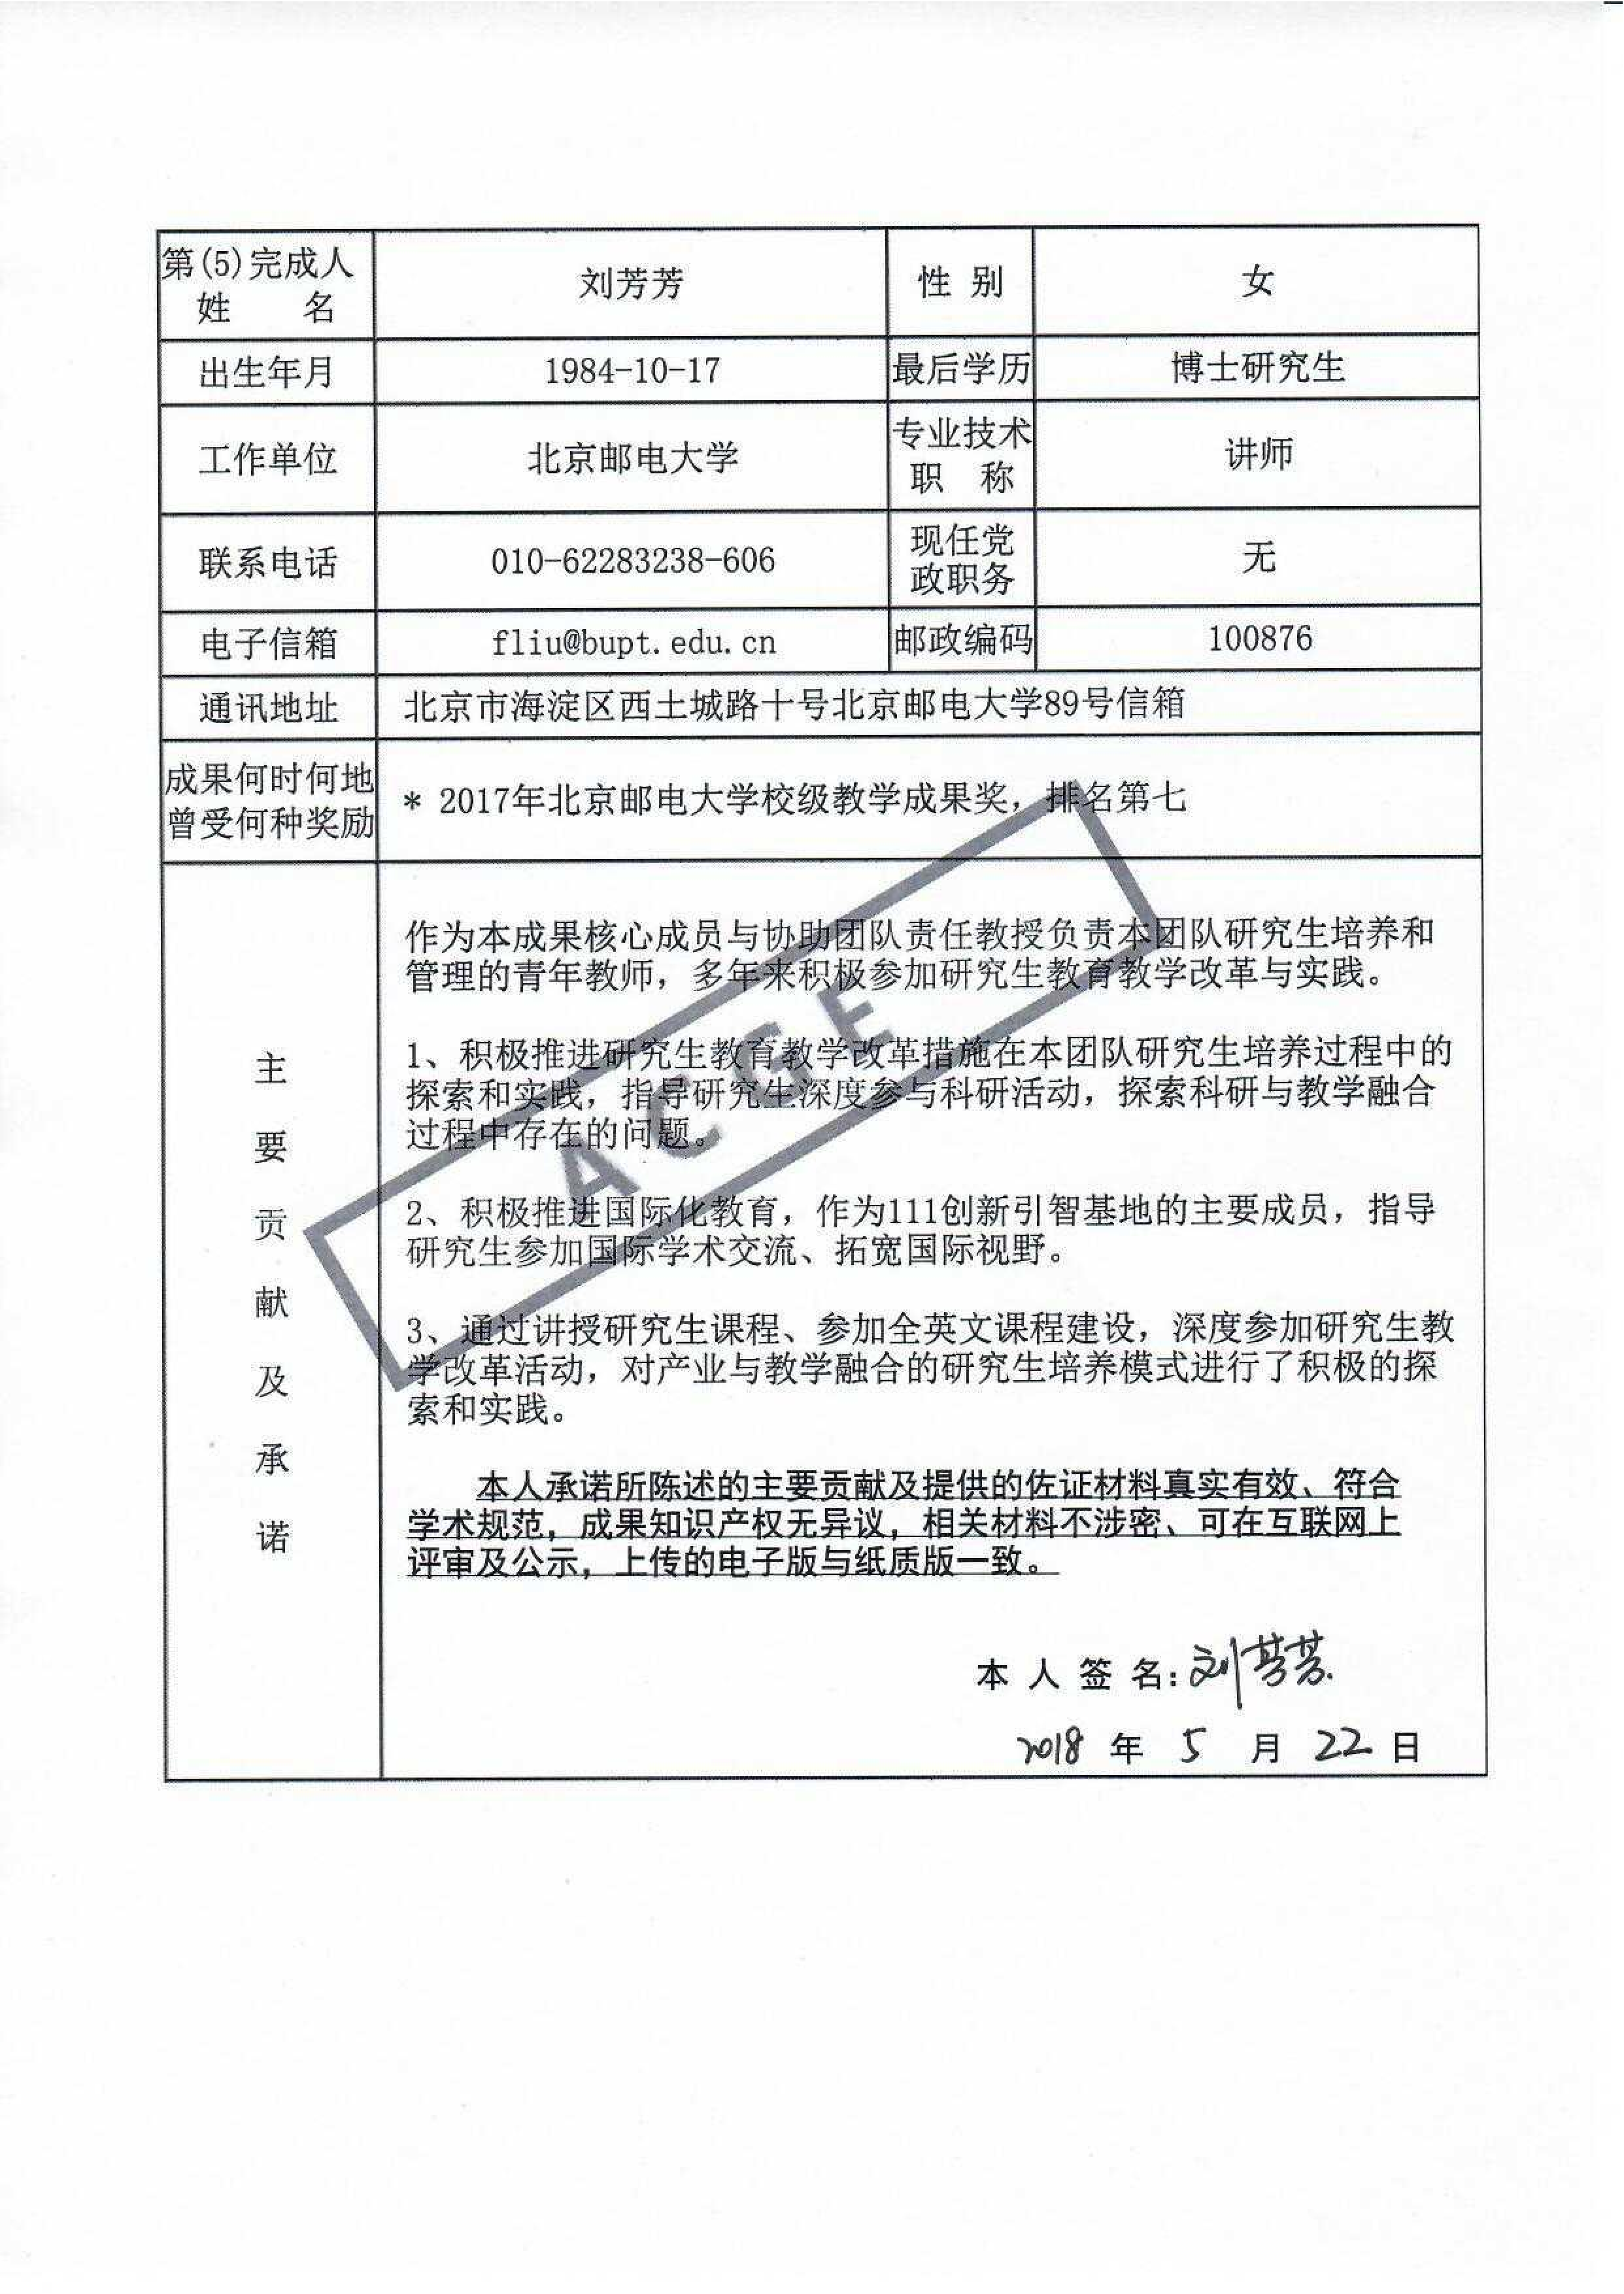 第(5)完成人
姓 名
刘芳芳
性 别
女
出生年月
1984-10-17
最后学历
博士研究生
工作单位
北京邮电大学
专业技术
职 称
讲师
联系电话
010-62283238-606
现任党
政职务
无
电子信箱
fliu@bupt.edu.cn
邮政编码
100876
通讯地址
北京市海淀区西土城路十号北京邮电大学89号信箱
成果何时何地
曾受何种奖励
* 2017年北京邮电大学校级教学成果奖，排名第七
主
要
贡
献
及
承
诺
作为本成果核心成员与协助团队责任教授负责本团队研究生培养和
管理的青年教师，多年来积极参加研究生教育教学改革与实践。
1、积极推进研究生教育教学改革措施在本团队研究生培养过程中的
探索和实践，指导研究生深度参与科研活动，探索科研与教学融合
过程中存在的问题。
2、积极推进国际化教育，作为111创新引智基地的主要成员，指导
研究生参加国际学术交流、拓宽国际视野。
3、通过讲授研究生课程、参加全英文课程建设，深度参加研究生教
学改革活动，对产业与教学融合的研究生培养模式进行了积极的探
索和实践。
本人承诺所陈述的主要贡献及提供的佐证材料真实有效、符合
学术规范，成果知识产权无异议，相关材料不涉密、可在互联网上
评审及公示，上传的电子版与纸质版一致。
本 人 签 名:刘芳芳
2018 年 5 月 22 日
ACGE